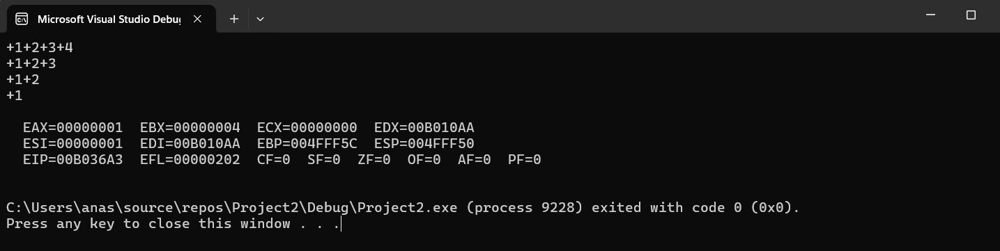 Microsoft Visual Studio Debu
+1+2+3+4
+1+2+3
+1+2
+1
EAX=00000001 EBX=00000004 ECX=00000000 EDX=00B010AA
ESI=00000001 EDI=00B010AA EBP=004FFF5C ESP=004FFF50
EIP=00B036A3 EFL=00000202 CF=0 SF=0 ZF=0 OF=0 AF=0 PF=0
C:\Users\anas\source\repos\Project2\Debug\Project2.exe (process 9228) exited with code 0 (0x0).
Press any key to close this window . . .